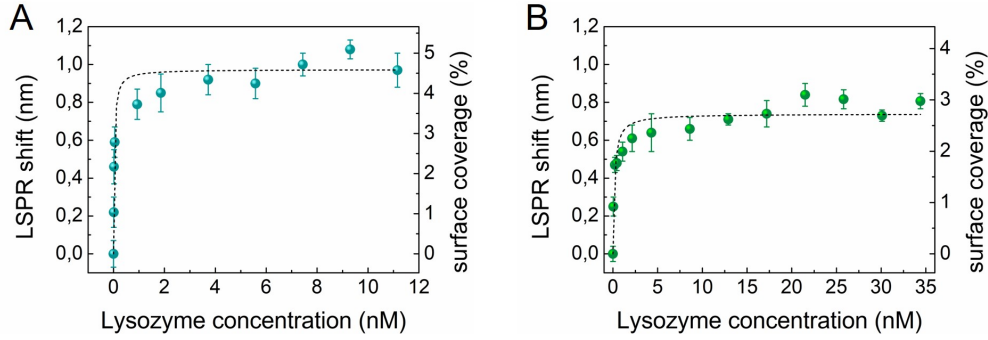 A
LSPR shift (nm)
1,2
1,0
0,8
0,6
0,4
0,2
0,0
0 2 4 6 8 10 12
Lysozyme concentration (nM)
5
4
3
2
1
0
surface coverage (%)
B
LSPR shift (nm)
1,2
1,0
0,8
0,6
0,4
0,2
0,0
0 5 10 15 20 25 30 35
Lysozyme concentration (nM)
4
3
2
1
0
surface coverage (%)